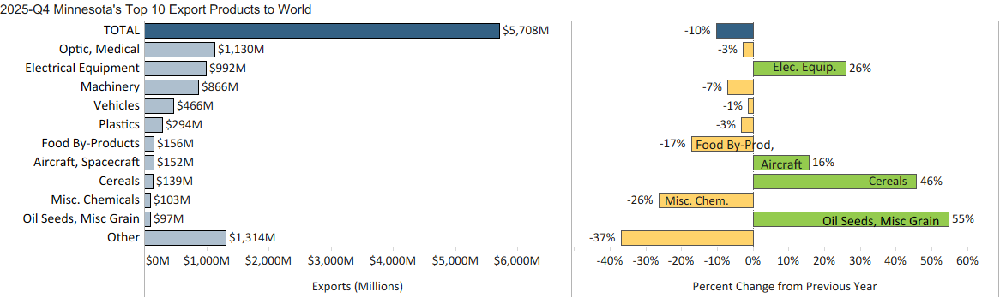 2025-Q4 Minnesota's Top 10 Export Products to World
TOTAL $5,708M -10%
Optic, Medical $1,130M -3%
Electrical Equipment $992M Elec. Equip. 26%
Machinery $866M -7%
Vehicles $466M -1%
Plastics $294M -3%
Food By-Products $156M -17% Food By-Prod,
Aircraft, Spacecraft $152M Aircraft 16%
Cereals $139M Cereals 46%
Misc. Chemicals $103M -26% Misc. Chem.
Oil Seeds, Misc Grain $97M Oil Seeds, Misc Grain 55%
Other $1,314M -37%
$0M $1,000M $2,000M $3,000M $4,000M $5,000M $6,000M -40% -30% -20% -10% 0% 10% 20% 30% 40% 50% 60%
Exports (Millions) Percent Change from Previous Year